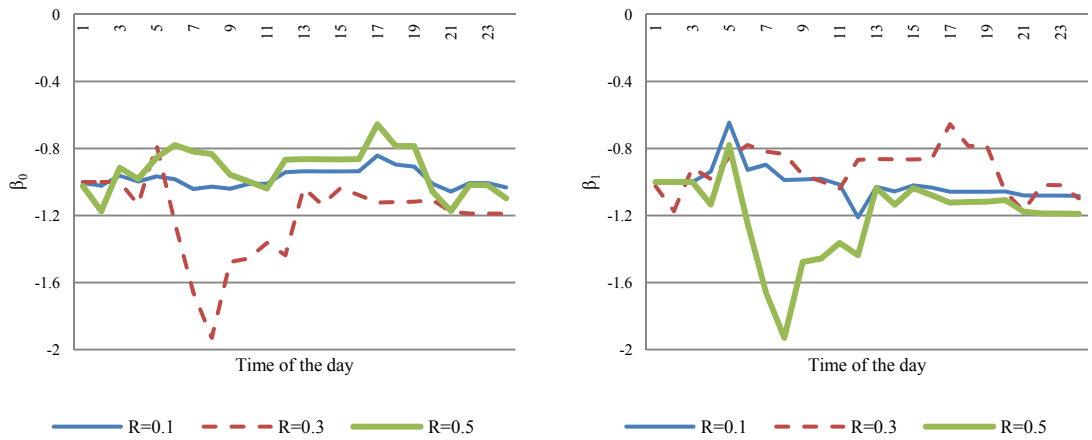 0
-0.4
-0.8
-1.2
-1.6
-2
β0
1 3 5 7 9 11 13 15 17 19 21 23
Time of the day
R=0.1 R=0.3 R=0.5
0
-0.4
-0.8
-1.2
-1.6
-2
β1
1 3 5 7 9 11 13 15 17 19 21 23
Time of the day
R=0.1 R=0.3 R=0.5